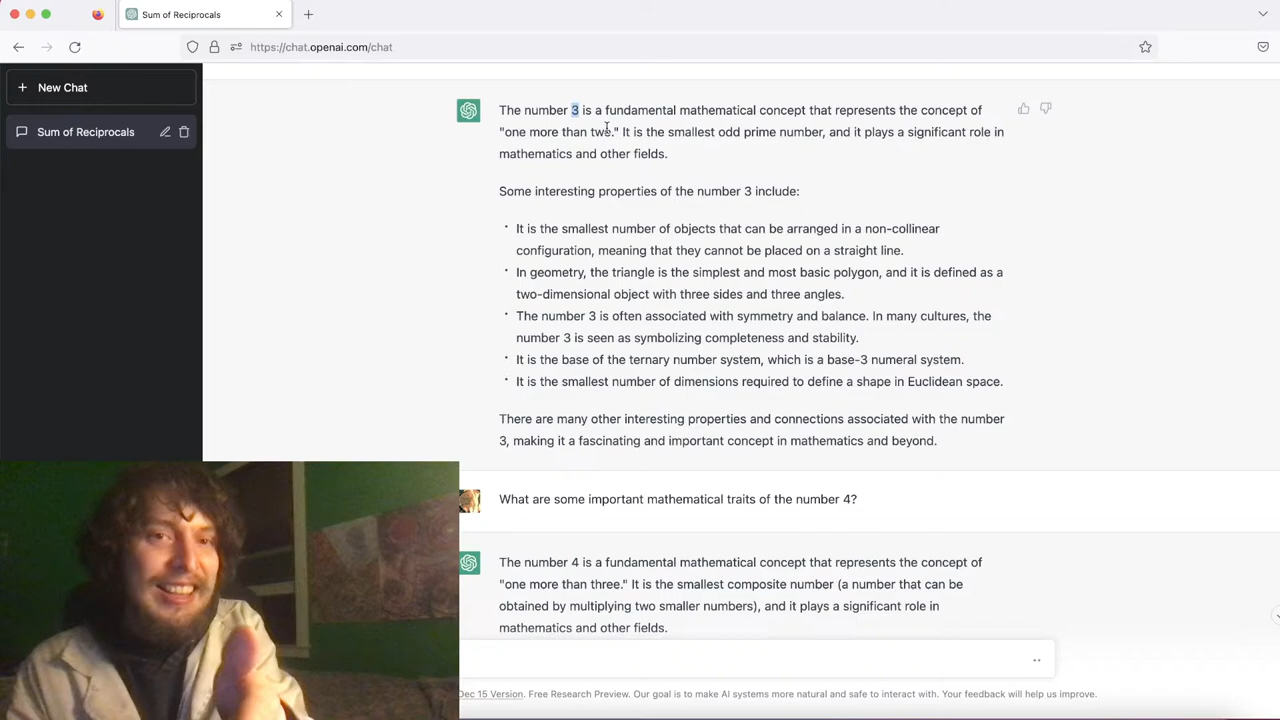 Sum of Reciprocals
https://chat.openai.com/chat
New Chat
Sum of Reciprocals
The number 3 is a fundamental mathematical concept that represents the concept of
"one more than two." It is the smallest odd prime number, and it plays a significant role in
mathematics and other fields.
Some interesting properties of the number 3 include:
It is the smallest number of objects that can be arranged in a non-collinear
configuration, meaning that they cannot be placed on a straight line.
In geometry, the triangle is the simplest and most basic polygon, and it is defined as a
two-dimensional object with three sides and three angles.
The number 3 is often associated with symmetry and balance. In many cultures, the
number 3 is seen as symbolizing completeness and stability.
It is the base of the ternary number system, which is a base-3 numeral system.
It is the smallest number of dimensions required to define a shape in Euclidean space.
There are many other interesting properties and connections associated with the number
3, making it a fascinating and important concept in mathematics and beyond.
What are some important mathematical traits of the number 4?
The number 4 is a fundamental mathematical concept that represents the concept of
"one more than three." It is the smallest composite number (a number that can be
obtained by multiplying two smaller numbers), and it plays a significant role in
mathematics and other fields.
Dec 15 Version. Free Research Preview. Our goal is to make AI systems more natural and safe to interact with. Your feedback will help us improve.